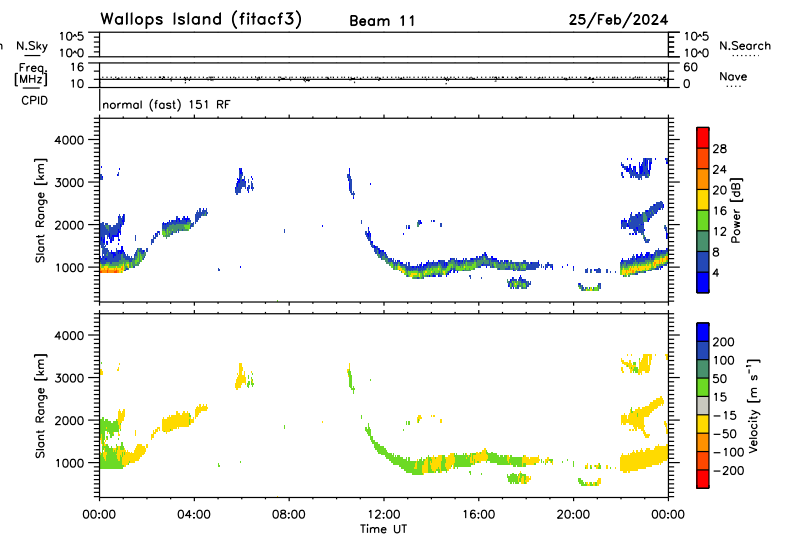 Wallops Island (fitacf3) Beam 11 25/Feb/2024
n N.Sky 10^5 10^0 10^5 10^0 N.Search
Freq. [MHz] 16 10 60 0 Nave
CPID normal (fast) 151 RF
Slant Range [km] 4000 3000 2000 1000
28 24 20 16 12 8 4 Power [dB]
Slant Range [km] 4000 3000 2000 1000
200 100 50 15 -15 -50 -100 -200 Velocity [m s⁻¹]
00:00 04:00 08:00 12:00 16:00 20:00 00:00
Time UT